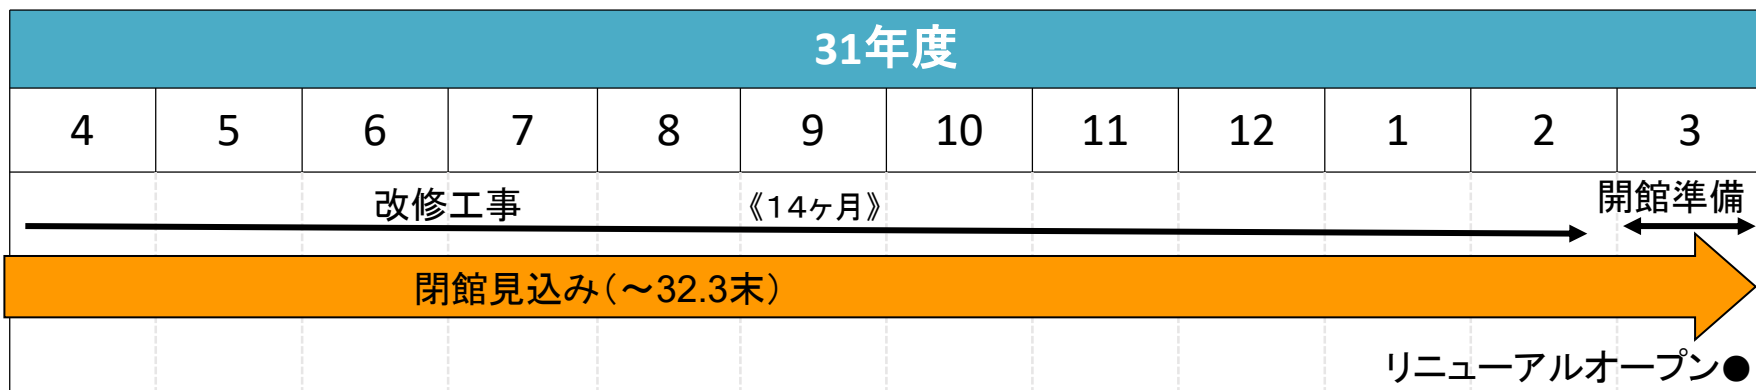 31年度
4 5 6 7 8 9 10 11 12 1 2 3
改修工事 《14ヶ月》 開館準備
閉館見込み(～32.3末)
リニューアルオープン●